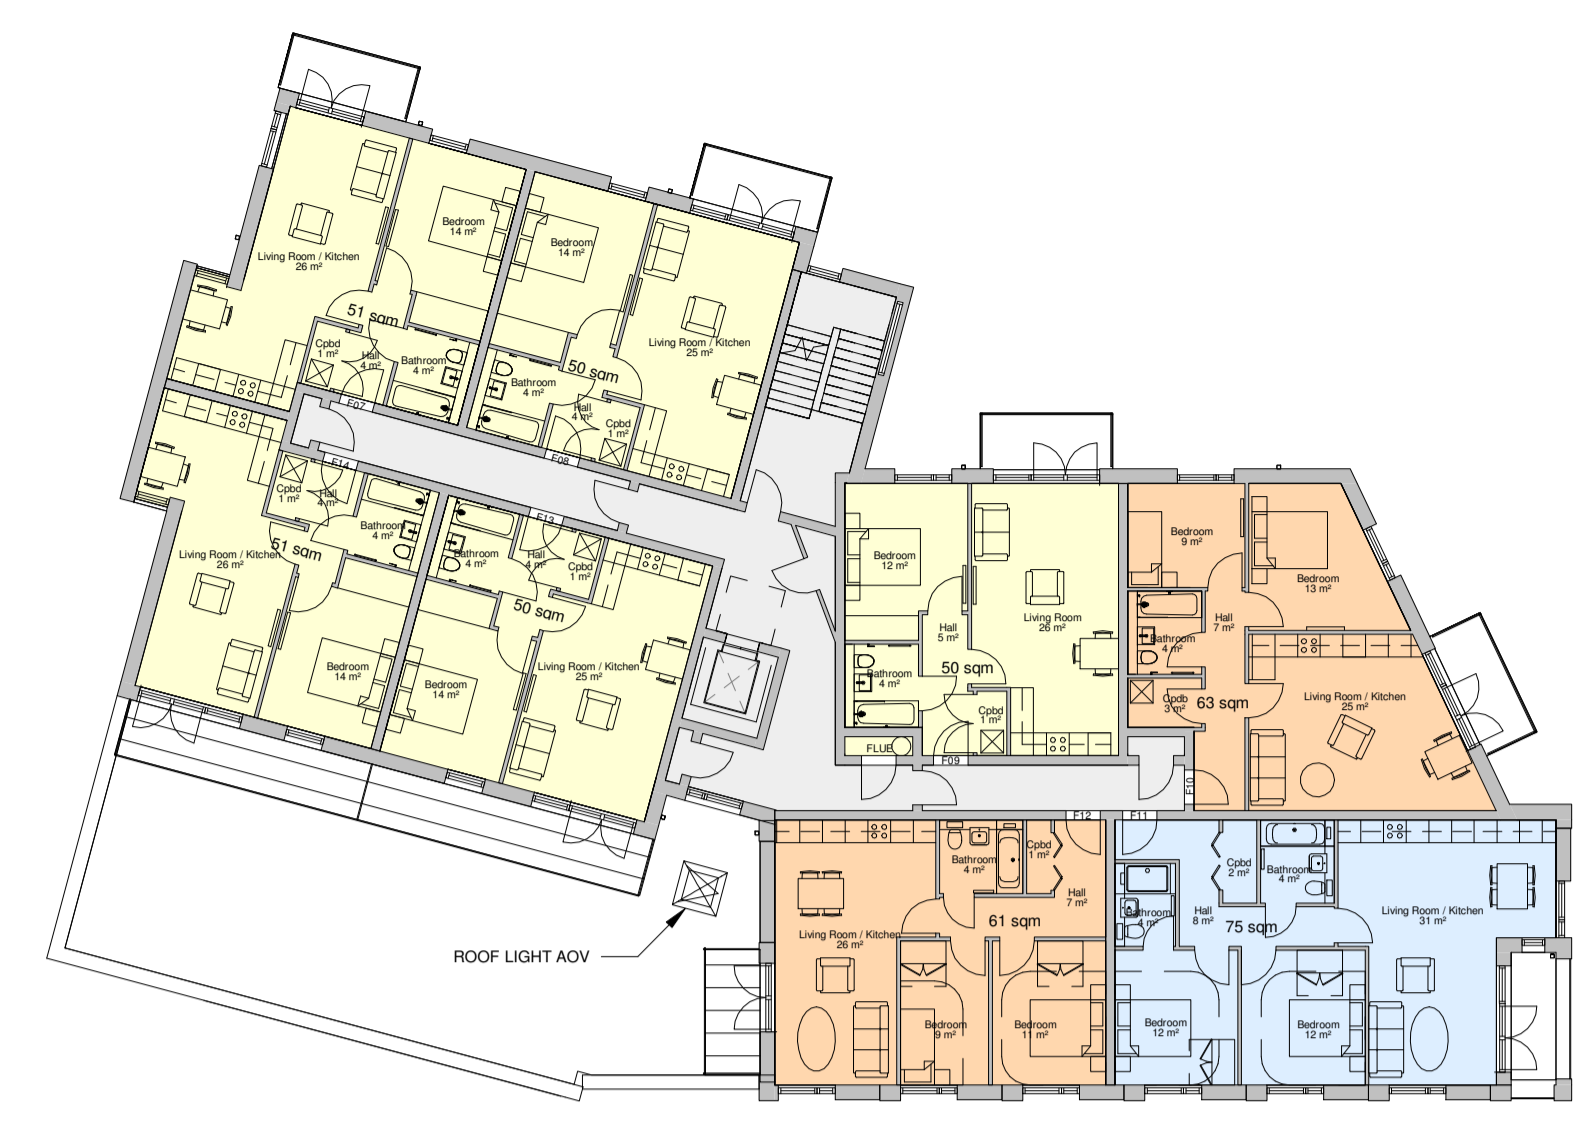 Living Room / Kitchen
26 m²
Bedroom
14 m²
51 sqm
Cpbd
1 m²
Hall
4 m²
Bathroom
4 m²
F07
Bedroom
14 m²
Living Room / Kitchen
25 m²
50 sqm
Bathroom
4 m²
Hall
4 m²
Cpbd
1 m²
F08
F14
Cpbd
1 m²
Hall
4 m²
Bathroom
4 m²
51 sqm
Living Room / Kitchen
26 m²
Bedroom
14 m²
F13
Bathroom
4 m²
Hall
4 m²
Cpbd
1 m²
50 sqm
Living Room / Kitchen
25 m²
Bedroom
14 m²
Bedroom
12 m²
Living Room
26 m²
Hall
5 m²
50 sqm
Bathroom
4 m²
Cpbd
1 m²
FLUE
F09
Bedroom
9 m²
Bedroom
13 m²
Hall
7 m²
Bathroom
4 m²
Cpdb
3 m²
63 sqm
Living Room / Kitchen
25 m²
F10
F12
F11
Bathroom
4 m²
Cpbd
1 m²
Hall
7 m²
61 sqm
Living Room / Kitchen
26 m²
Bedroom
9 m²
Bedroom
11 m²
Cpbd
2 m²
Bathroom
4 m²
Bathroom
4 m²
Hall
8 m²
75 sqm
Living Room / Kitchen
31 m²
Bedroom
12 m²
Bedroom
12 m²
ROOF LIGHT AOV